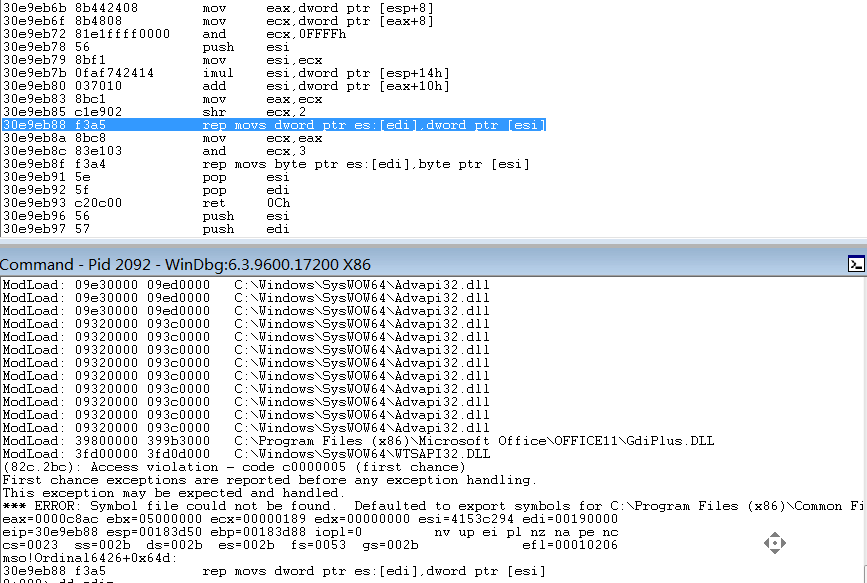 30e9eb6b 8b442408 mov eax,dword ptr [esp+8]
30e9eb6f 8b4808 mov ecx,dword ptr [eax+8]
30e9eb72 81e1ffff0000 and ecx,0FFFFh
30e9eb78 56 push esi
30e9eb79 8bf1 mov esi,ecx
30e9eb7b 0faf742414 imul esi,dword ptr [esp+14h]
30e9eb80 037010 add esi,dword ptr [eax+10h]
30e9eb83 8bc1 mov eax,ecx
30e9eb85 c1e902 shr ecx,2
30e9eb88 f3a5 rep movs dword ptr es:[edi],dword ptr [esi]
30e9eb8a 8bc8 mov ecx,eax
30e9eb8c 83e103 and ecx,3
30e9eb8f f3a4 rep movs byte ptr es:[edi],byte ptr [esi]
30e9eb91 5e pop esi
30e9eb92 5f pop edi
30e9eb93 c20c00 ret 0Ch
30e9eb96 56 push esi
30e9eb97 57 push edi
Command - Pid 2092 - WinDbg:6.3.9600.17200 X86
ModLoad: 09e30000 09ed0000 C:\Windows\SysWOW64\Advapi32.dll
ModLoad: 09e30000 09ed0000 C:\Windows\SysWOW64\Advapi32.dll
ModLoad: 09e30000 09ed0000 C:\Windows\SysWOW64\Advapi32.dll
ModLoad: 09320000 093c0000 C:\Windows\SysWOW64\Advapi32.dll
ModLoad: 09320000 093c0000 C:\Windows\SysWOW64\Advapi32.dll
ModLoad: 09320000 093c0000 C:\Windows\SysWOW64\Advapi32.dll
ModLoad: 09320000 093c0000 C:\Windows\SysWOW64\Advapi32.dll
ModLoad: 09320000 093c0000 C:\Windows\SysWOW64\Advapi32.dll
ModLoad: 09320000 093c0000 C:\Windows\SysWOW64\Advapi32.dll
ModLoad: 09320000 093c0000 C:\Windows\SysWOW64\Advapi32.dll
ModLoad: 09320000 093c0000 C:\Windows\SysWOW64\Advapi32.dll
ModLoad: 09320000 093c0000 C:\Windows\SysWOW64\Advapi32.dll
ModLoad: 39800000 399b3000 C:\Program Files (x86)\Microsoft Office\OFFICE11\GdiPlus.DLL
ModLoad: 3fd00000 3fd0d000 C:\Windows\SysWOW64\WTSAPI32.DLL
(82c.2bc): Access violation - code c0000005 (first chance)
First chance exceptions are reported before any exception handling.
This exception may be expected and handled.
*** ERROR: Symbol file could not be found. Defaulted to export symbols for C:\Program Files (x86)\Common Fi
eax=0000c8ac ebx=05000000 ecx=00000189 edx=00000000 esi=4153c294 edi=00190000
eip=30e9eb88 esp=00183d50 ebp=00183d88 iopl=0 nv up ei pl nz na pe nc
cs=0023 ss=002b ds=002b es=002b fs=0053 gs=002b efl=00010206
mso!Ordinal6426+0x64d:
30e9eb88 f3a5 rep movs dword ptr es:[edi],dword ptr [esi]